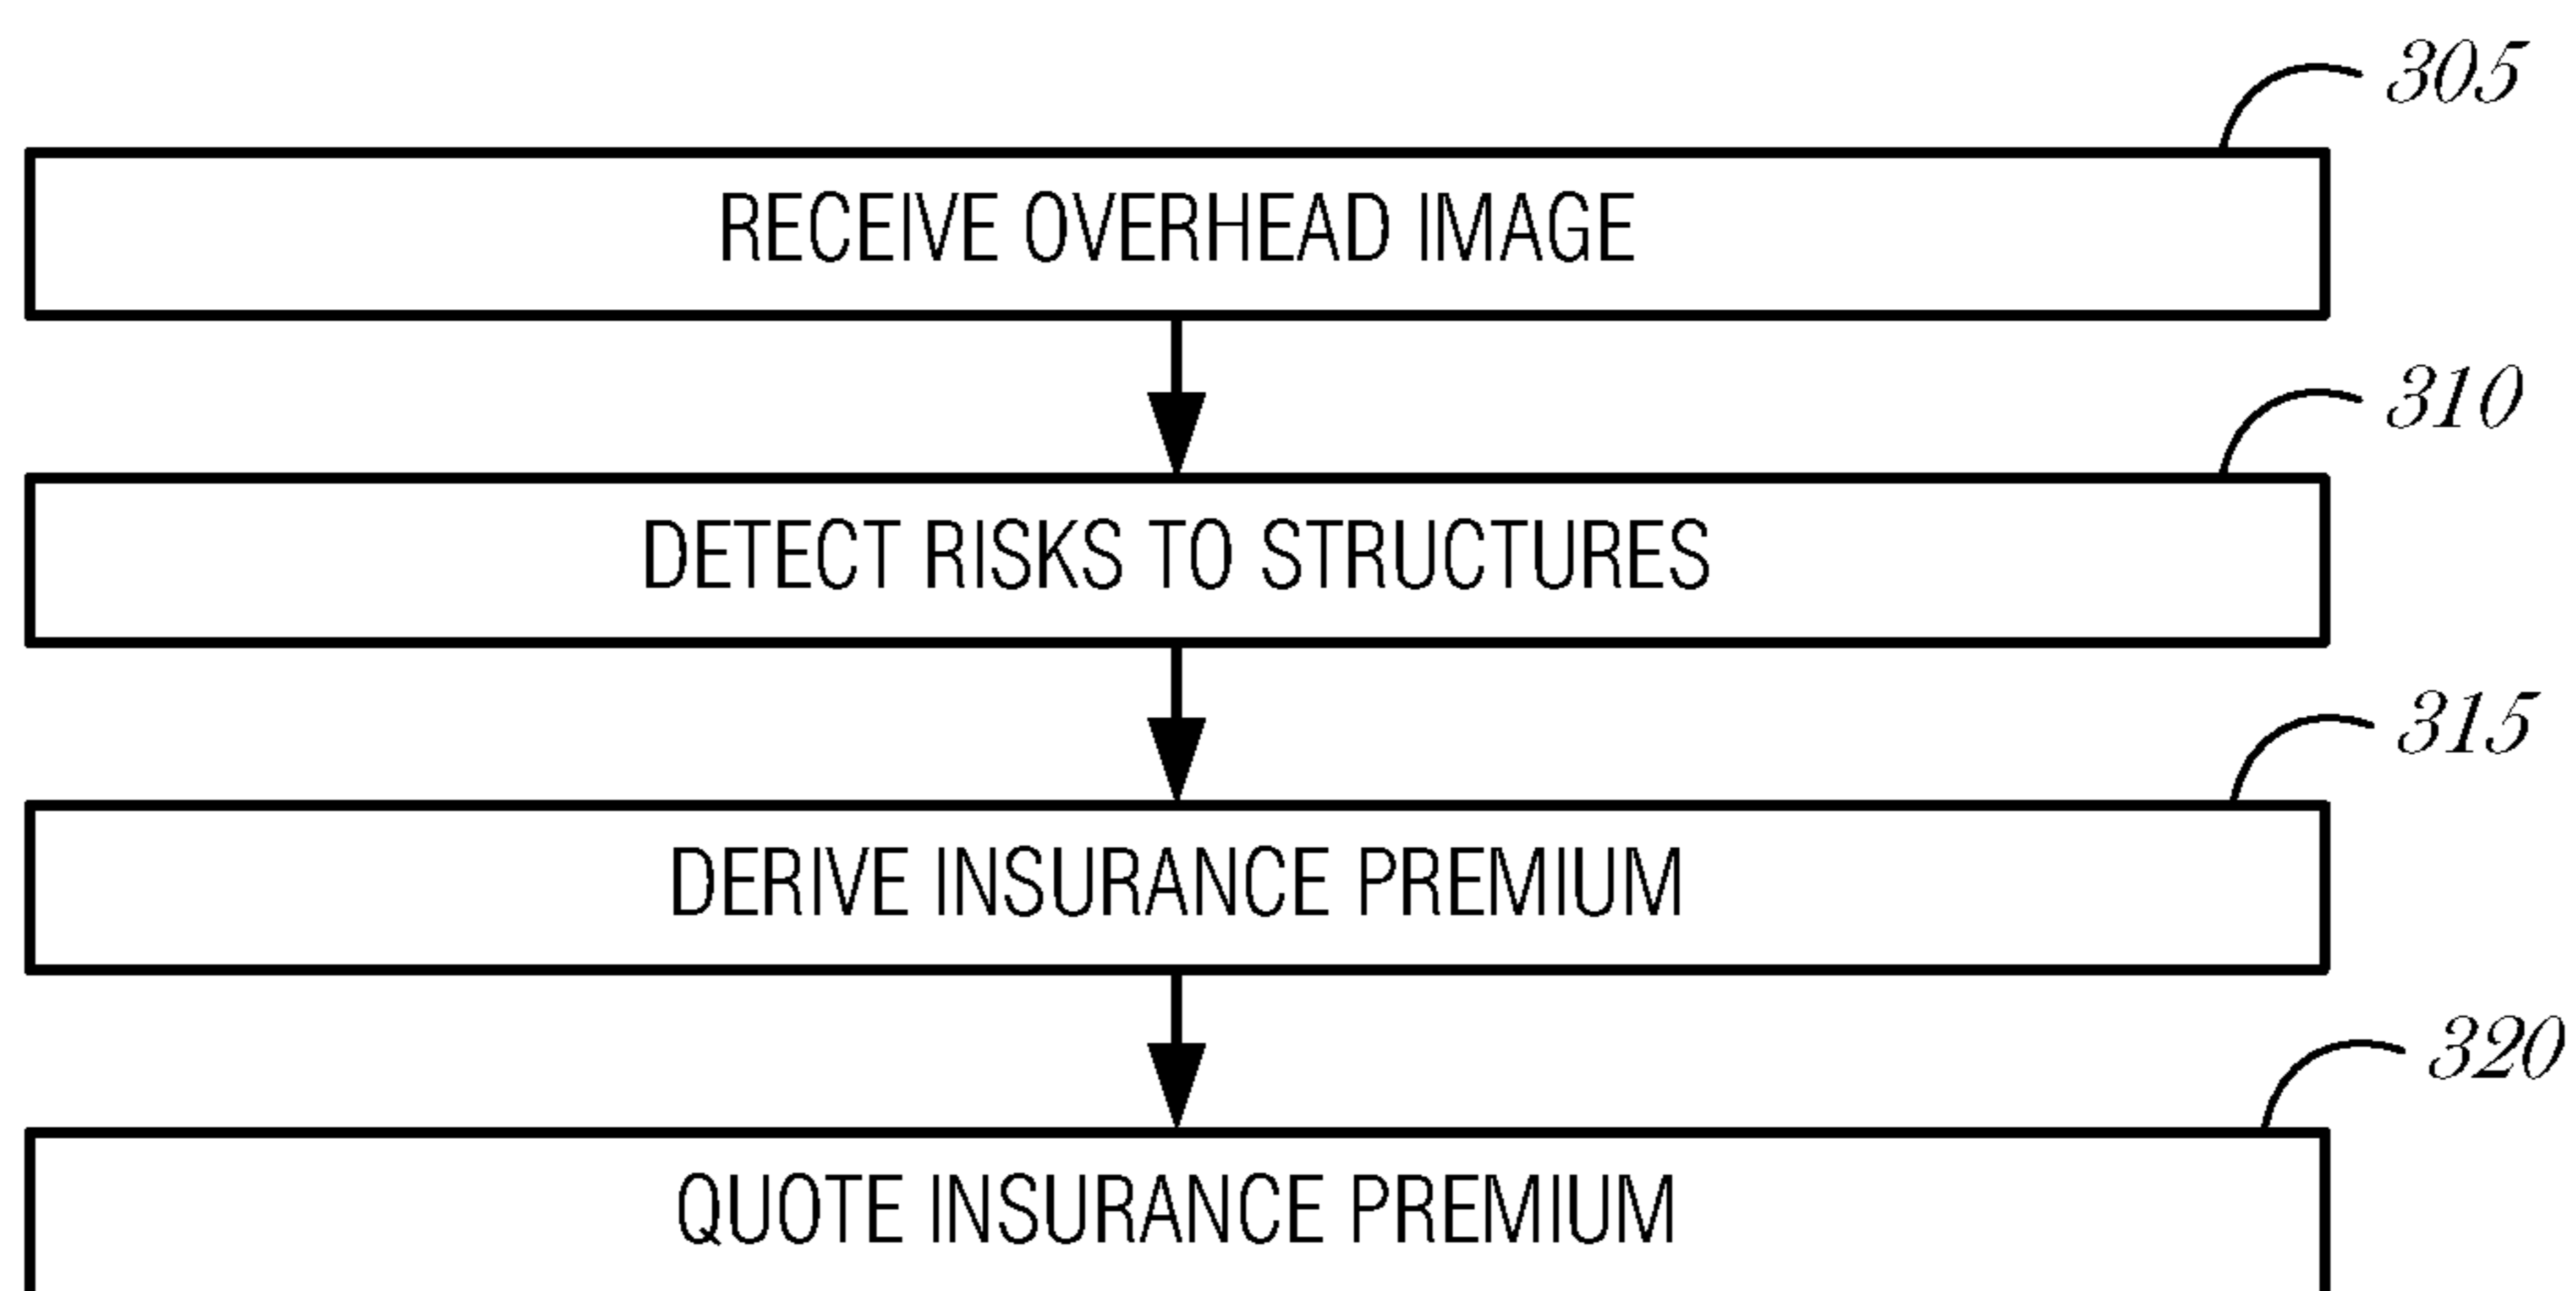 305
RECEIVE OVERHEAD IMAGE
310
DETECT RISKS TO STRUCTURES
315
DERIVE INSURANCE PREMIUM
320
QUOTE INSURANCE PREMIUM